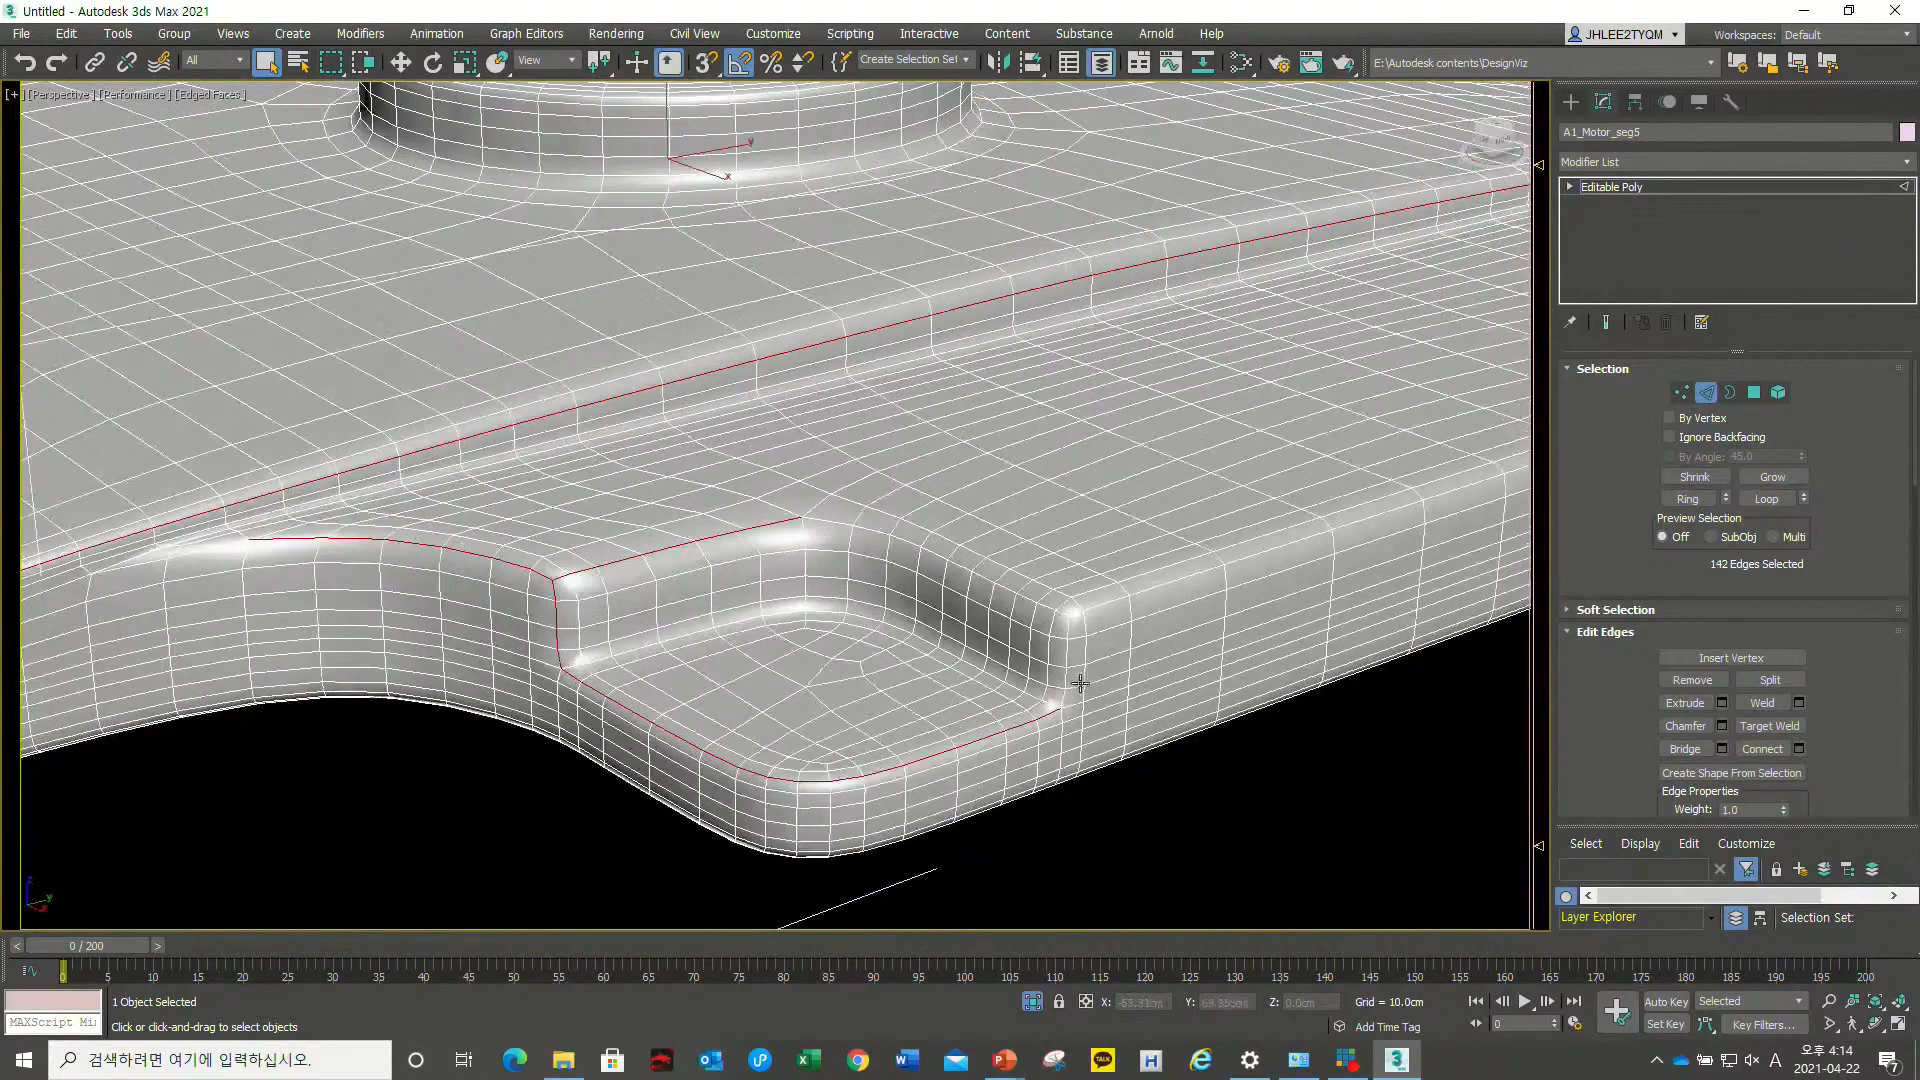 Untitled - Autodesk 3ds Max 2021
File Edit Tools Group Views Create Modifiers Animation Graph Editors Rendering Civil View Customize Scripting Interactive Content Substance Arnold Help
JHLEE2TYQM
Workspaces: Default
All
View
Create Selection Set
E:\Autodesk contents\DesignViz
[+] [Perspective] [Performance] [Edged Faces]
A1_Motor_seg5
Modifier List
Editable Poly
Selection
By Vertex
Ignore Backfacing
By Angle: 45.0
Shrink Grow
Ring Loop
Preview Selection
Off SubObj Multi
142 Edges Selected
Soft Selection
Edit Edges
Insert Vertex
Remove Split
Extrude Weld
Chamfer Target Weld
Bridge Connect
Create Shape From Selection
Edge Properties
Weight: 1.0
Select Display Edit Customize
Layer Explorer
Selection Set:
y
x
z
y
x
< 0 / 200 >
0 5 10 15 20 25 30 35 40 45 50 55 60 65 70 75 80 85 90 95 100 105 110 115 120 125 130 135 140 145 150 155 160 165 170 175 180 185 190 195 200
1 Object Selected
X: Y: Z: 0.0cm
Grid = 10.0cm
Auto Key Selected
MAXScript Mi
Click or click-and-drag to select objects
Add Time Tag
0
Set Key Key Filters...
검색하려면 여기에 입력하십시오.
TALK
A
오후 4:14
2021-04-22
7